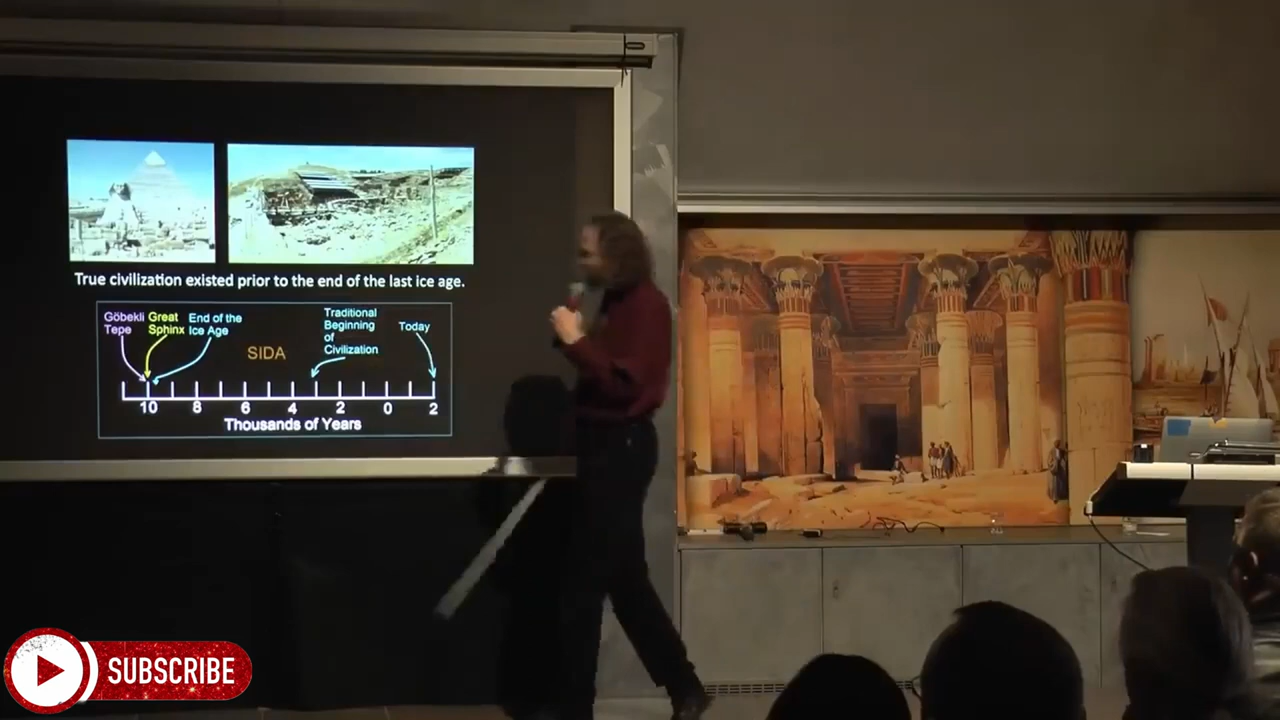 True civilization existed prior to the end of the last ice age.
Göbekli Great End of the
Tepe Sphinx Ice Age
SIDA
Traditional
Beginning
of
Civilization
Today
10 8 6 4 2 0 2
Thousands of Years
SUBSCRIBE